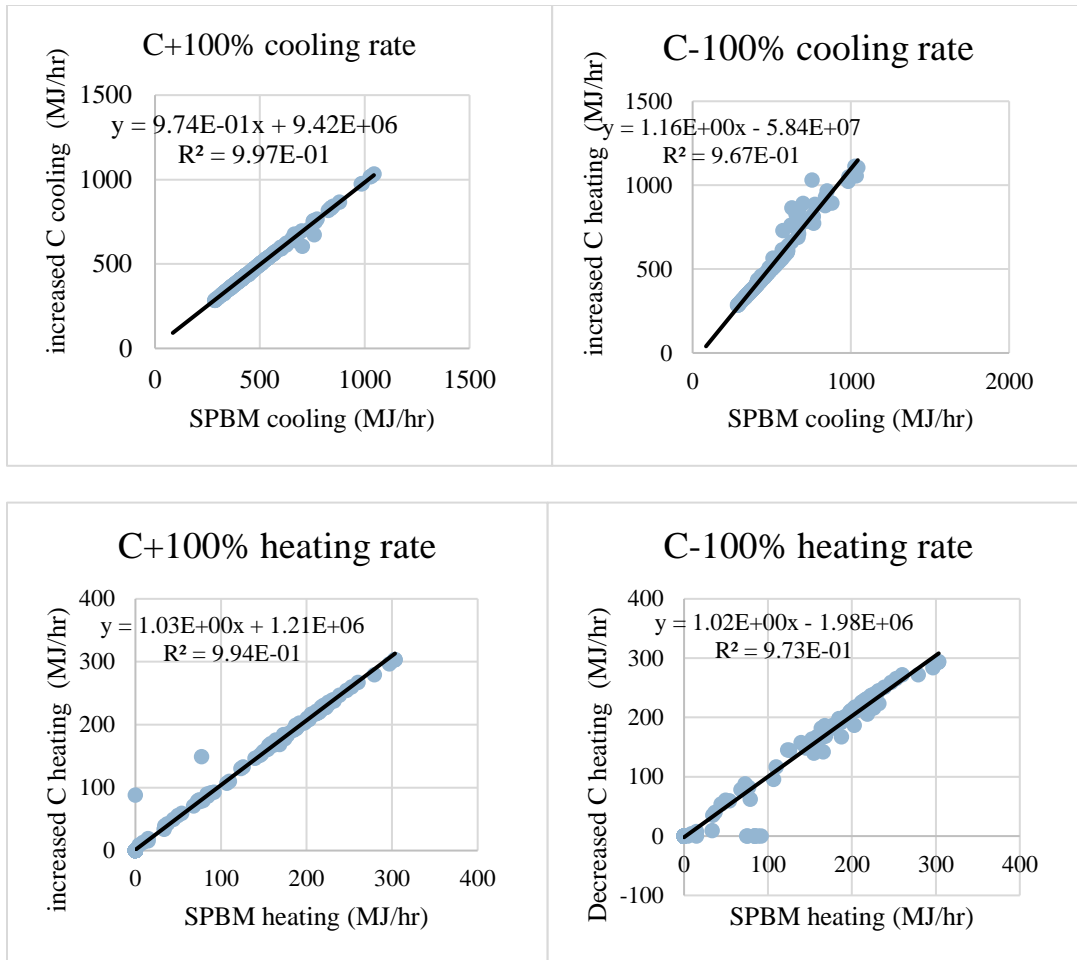 C+100% cooling rate
increased C cooling (MJ/hr)
1500
1000
500
0
y = 9.74E-01x + 9.42E+06
R² = 9.97E-01
0 500 1000 1500
SPBM cooling (MJ/hr)
C-100% cooling rate
increased C heating (MJ/hr)
1500
1000
500
0
y = 1.16E+00x - 5.84E+07
R² = 9.67E-01
0 1000 2000
SPBM cooling (MJ/hr)
C+100% heating rate
increased C heating (MJ/hr)
400
300
200
100
0
y = 1.03E+00x + 1.21E+06
R² = 9.94E-01
0 100 200 300 400
SPBM heating (MJ/hr)
C-100% heating rate
Decreased C heating (MJ/hr)
400
300
200
100
0
-100
y = 1.02E+00x - 1.98E+06
R² = 9.73E-01
0 100 200 300 400
SPBM heating (MJ/hr)